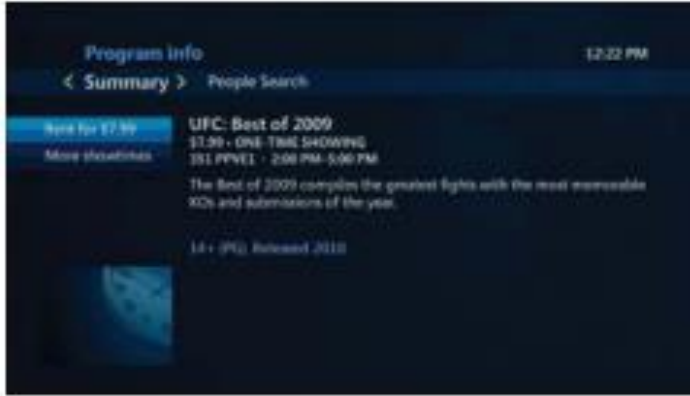 Program info
12:22 PM
< Summary > People Search
Rent for $7.99
More showtimes
UFC: Best of 2009
$7.99 - ONE-TIME SHOWING
351 PPVE1 - 2:00 PM-5:00 PM
The Best of 2009 compiles the greatest fights with the most memorable
KOs and submissions of the year.
14+ (PG), Released 2010